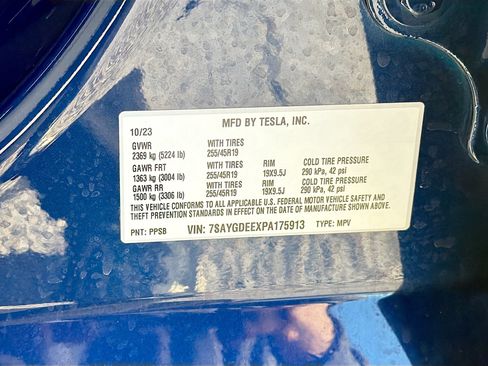 MFD BY TESLA, INC.
10/23
GVWR WITH TIRES
2369 kg (5224 lb) 255/45R19
GAWR FRT WITH TIRES RIM COLD TIRE PRESSURE
1363 kg (3004 lb) 255/45R19 19X9.5J 290 kPa, 42 psi
GAWR RR WITH TIRES RIM COLD TIRE PRESSURE
1500 kg (3306 lb) 255/45R19 19X9.5J 290 kPa, 42 psi
THIS VEHICLE CONFORMS TO ALL APPLICABLE U.S. FEDERAL MOTOR VEHICLE SAFETY AND
THEFT PREVENTION STANDARDS IN EFFECT ON THE DATE OF MANUFACTURE SHOWN ABOVE.
PNT: PPSB VIN: 7SAYGDEEXPA175913 TYPE: MPV